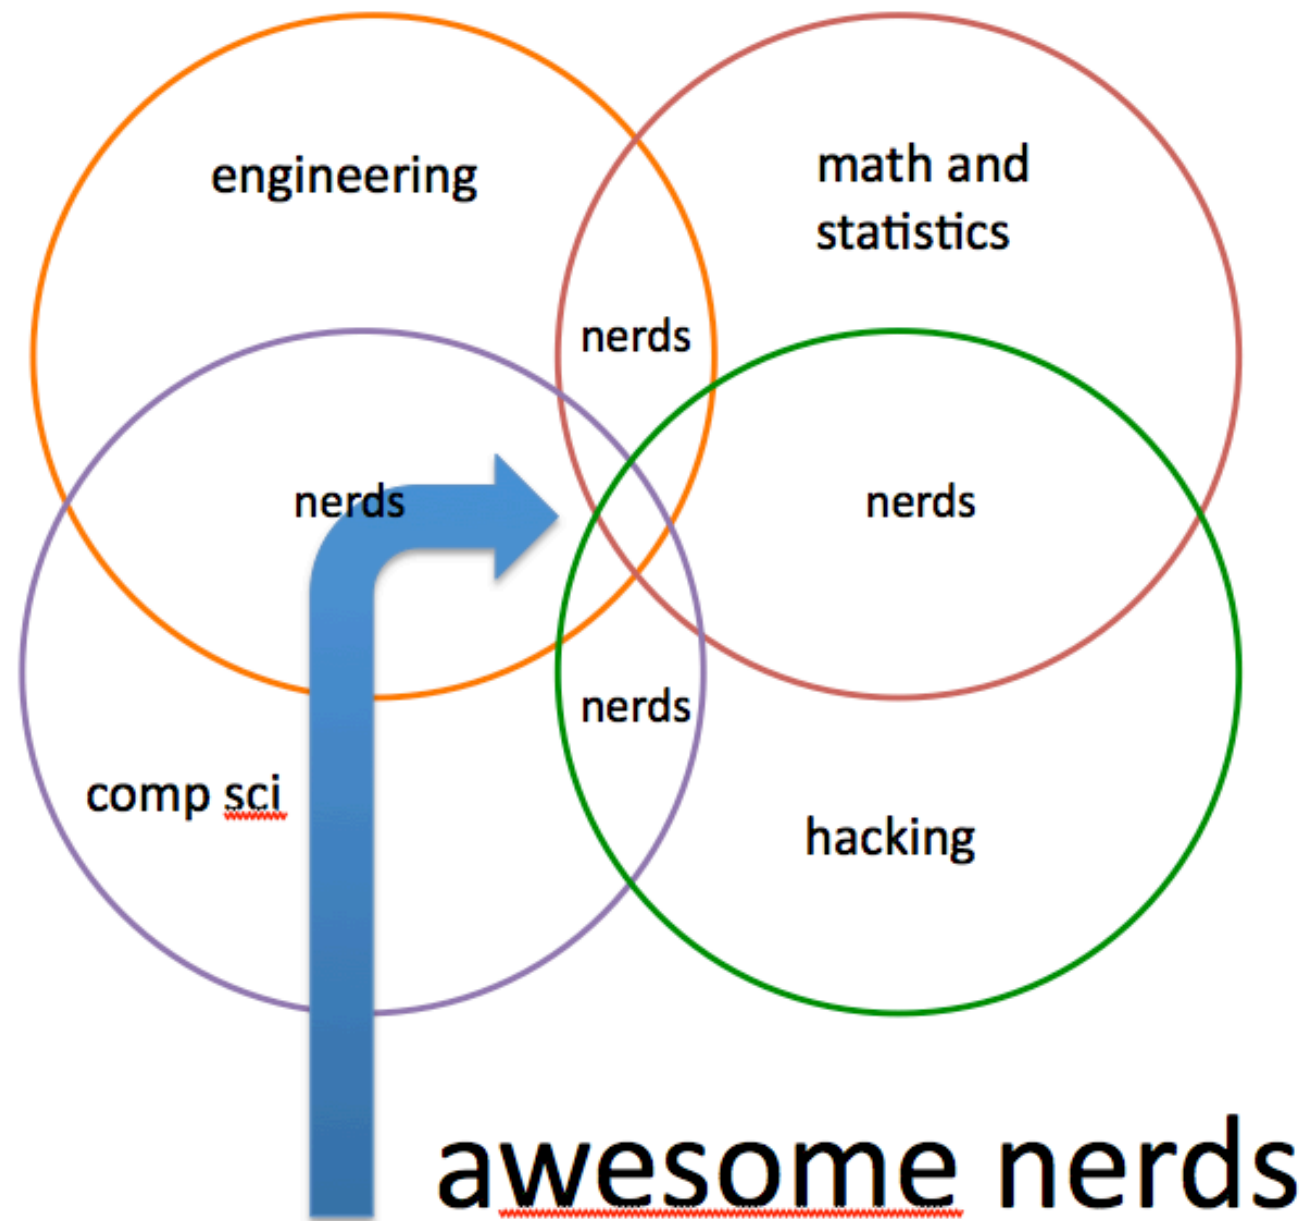 engineering
math and
statistics
nerds
nerds
nerds
nerds
comp sci
hacking
awesome nerds